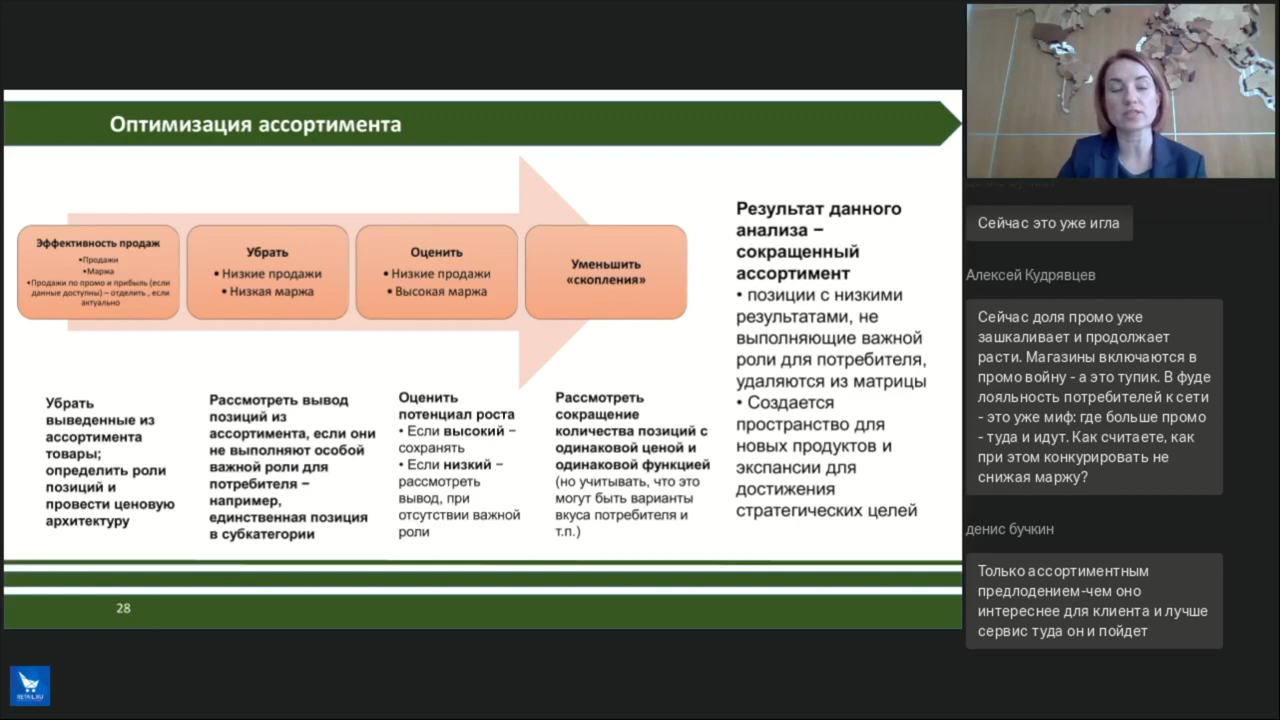 Оптимизация ассортимента
Эффективность продаж
•Продажи
•Маржа
•Продажи по промо и прибыль (если
данные доступны) – отделить , если
актуально
Убрать
• Низкие продажи
• Низкая маржа
Оценить
• Низкие продажи
• Высокая маржа
Уменьшить
«скопления»
Убрать
выведенные из
ассортимента
товары;
определить роли
позиций и
провести ценовую
архитектуру
Рассмотреть вывод
позиций из
ассортимента, если они
не выполняют особой
важной роли для
потребителя –
например,
единственная позиция
в субкатегории
Оценить
потенциал роста
• Если высокий –
сохранять
• Если низкий –
рассмотреть
вывод, при
отсутствии важной
роли
Рассмотреть
сокращение
количества позиций с
одинаковой ценой и
одинаковой функцией
(но учитывать, что это
могут быть варианты
вкуса потребителя и
т.п.)
Результат данного
анализа –
сокращенный
ассортимент
• позиции с низкими
результатами, не
выполняющие важной
роли для потребителя,
удаляются из матрицы
• Создается
пространство для
новых продуктов и
экспансии для
достижения
стратегических целей
28
RETAIL.RU
Сейчас это уже игла
Алексей Кудрявцев
Сейчас доля промо уже
зашкаливает и продолжает
расти. Магазины включаются в
промо войну - а это тупик. В фуде
лояльность потребителей к сети
- это уже миф: где больше промо
- туда и идут. Как считаете, как
при этом конкурировать не
снижая маржу?
денис бучкин
Только ассортиментным
предлодением-чем оно
интереснее для клиента и лучше
сервис туда он и пойдет